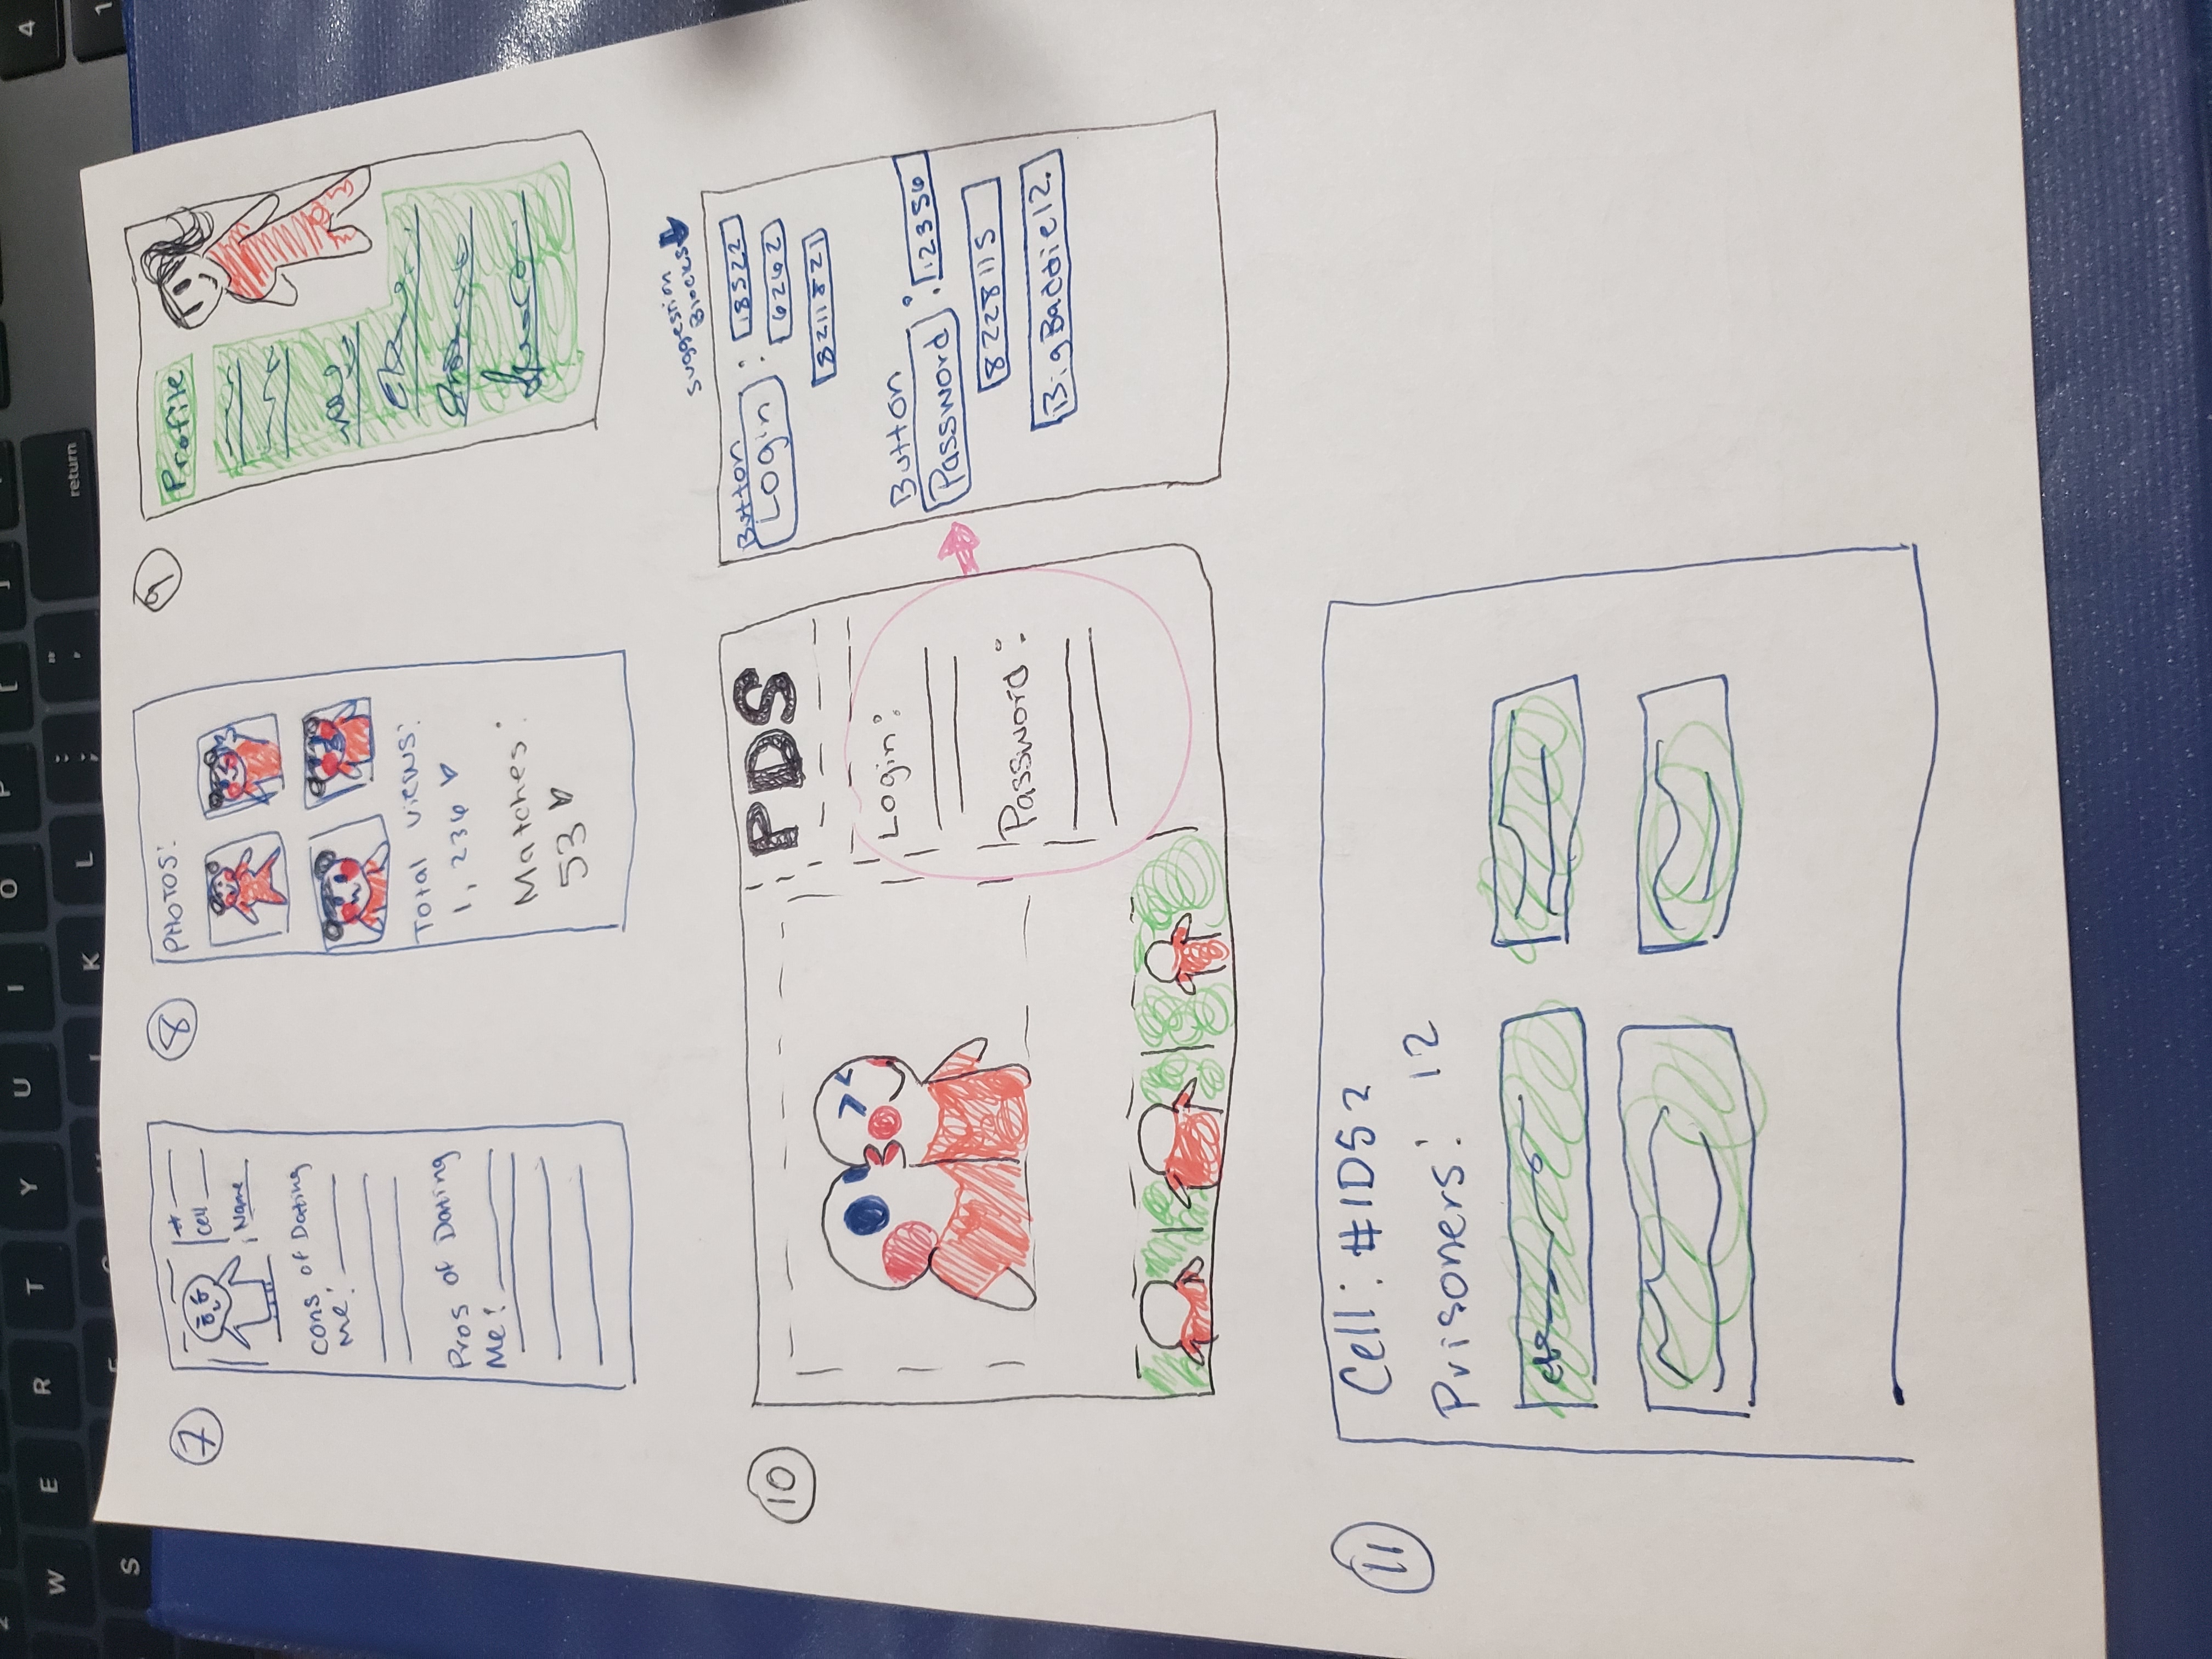 W E R T Y U I O P [ ]
4
S K L : ; " ' return
1
7
#
Cell
Name
Cons of Dating
Me:
Pros of Dating
Me:
8
PHOTOS:
Total views:
1,236
Matches:
53
9
Profile
10
PDS
Login:
Password:
Suggestion
Blocks
Button
Login :
18522
6262
8211821
Button
Password :
12356
8228115
BigBaddie12.
11
Cell: #1DS2
Prisoners: 12